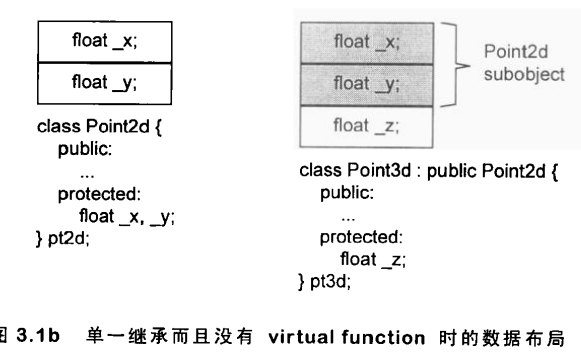 float _x;
float _y;
class Point2d {
public:
...
protected:
float _x, _y;
} pt2d;
float _x;
float _y;
float _z;
Point2d
subobject
class Point3d : public Point2d {
public:
...
protected:
float _z;
} pt3d;
3.1b 单一继承而且没有 virtual function 时的数据布局